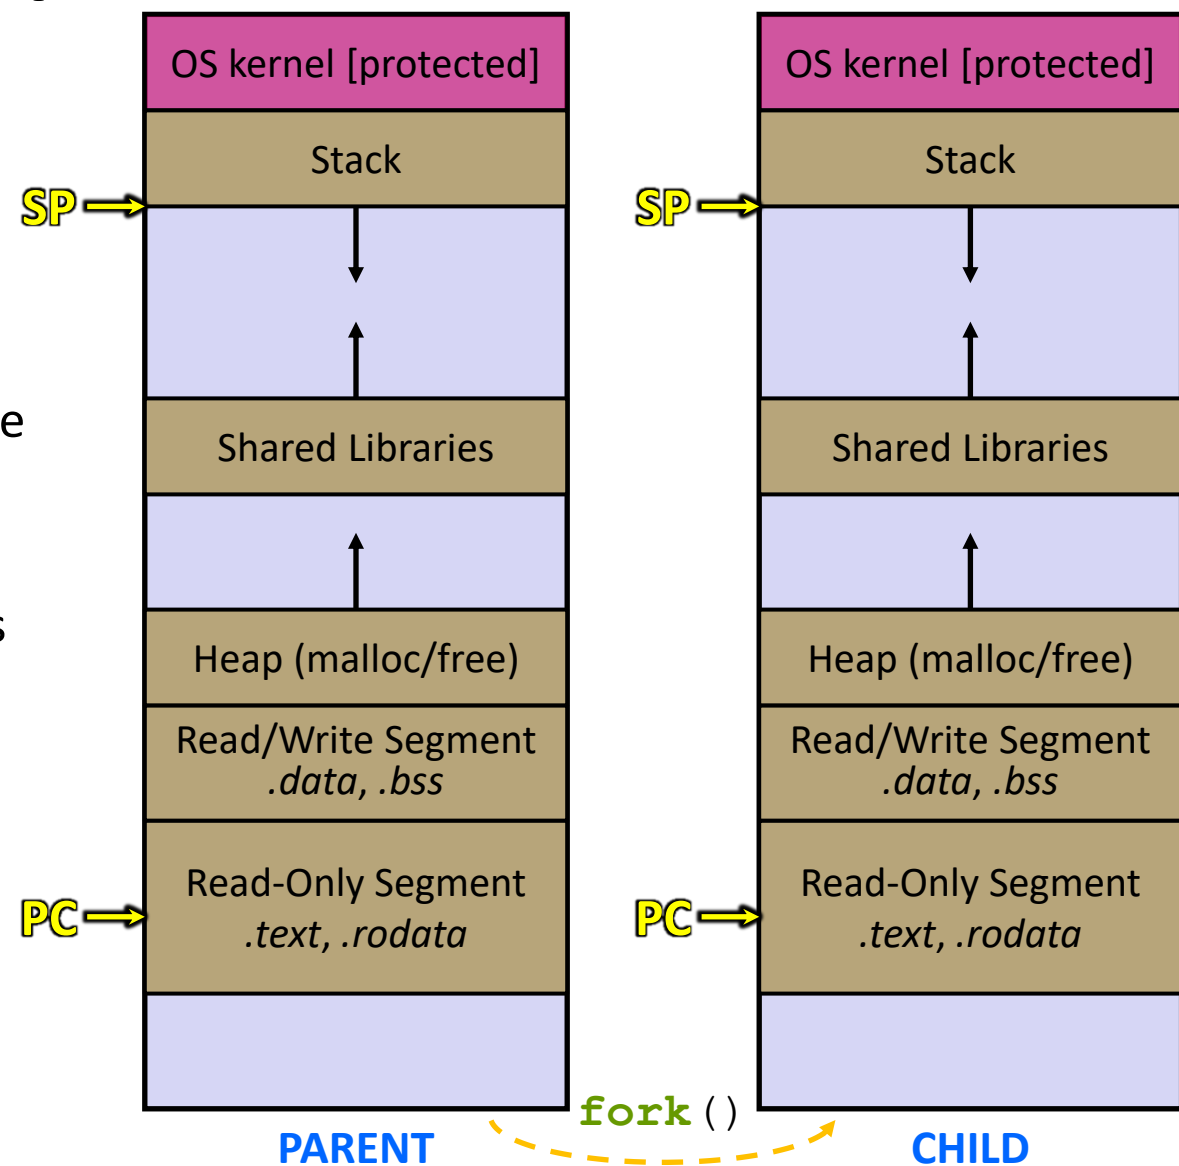 OS kernel [protected]
Stack
SP
Shared Libraries
Heap (malloc/free)
Read/Write Segment
.data, .bss
Read-Only Segment
.text, .rodata
PC
PARENT
fork()
OS kernel [protected]
Stack
SP
Shared Libraries
Heap (malloc/free)
Read/Write Segment
.data, .bss
Read-Only Segment
.text, .rodata
PC
CHILD